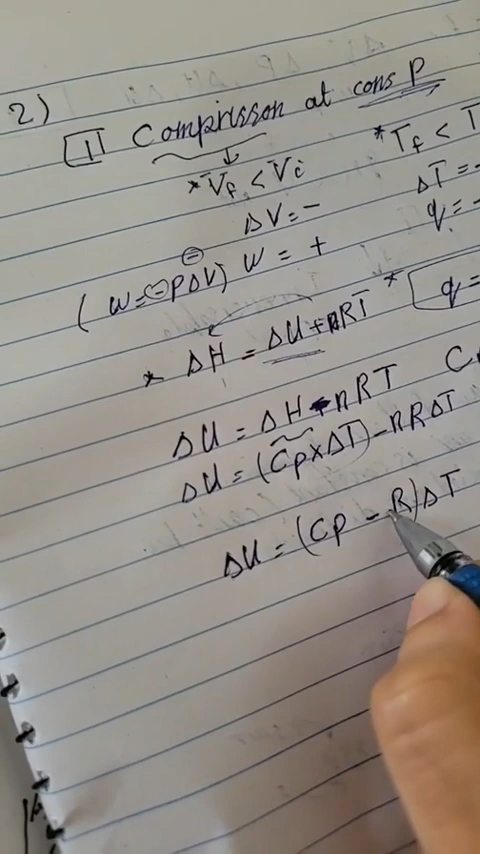 2)
1 Comprisson at cons P
* Vf < Vi
* Tf < T
ΔV = -
ΔT = -
(W = -PΔV) W = +
q = -
* ΔH = ΔU + nRT *
q =
ΔU = ΔH - nRT C
ΔU = (Cp x ΔT) - nRΔT
ΔU = (Cp - R)ΔT